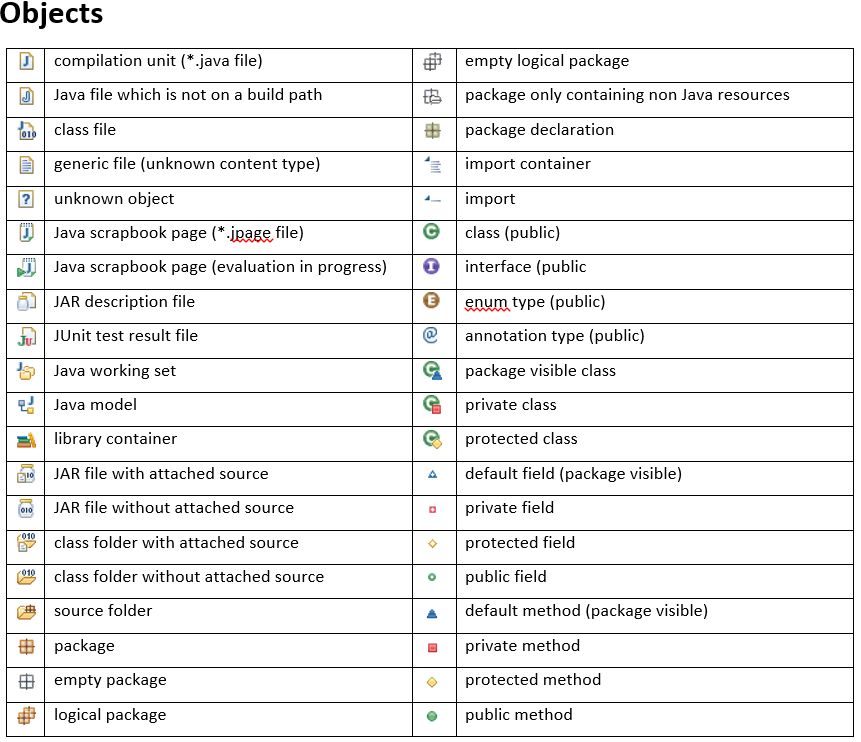 Objects
compilation unit (*.java file)
empty logical package
Java file which is not on a build path
package only containing non Java resources
class file
package declaration
generic file (unknown content type)
import container
unknown object
import
Java scrapbook page (*.jpage file)
class (public)
Java scrapbook page (evaluation in progress)
interface (public
JAR description file
enum type (public)
JUnit test result file
annotation type (public)
Java working set
package visible class
Java model
private class
library container
protected class
JAR file with attached source
default field (package visible)
JAR file without attached source
private field
class folder with attached source
protected field
class folder without attached source
public field
source folder
default method (package visible)
package
private method
empty package
protected method
logical package
public method